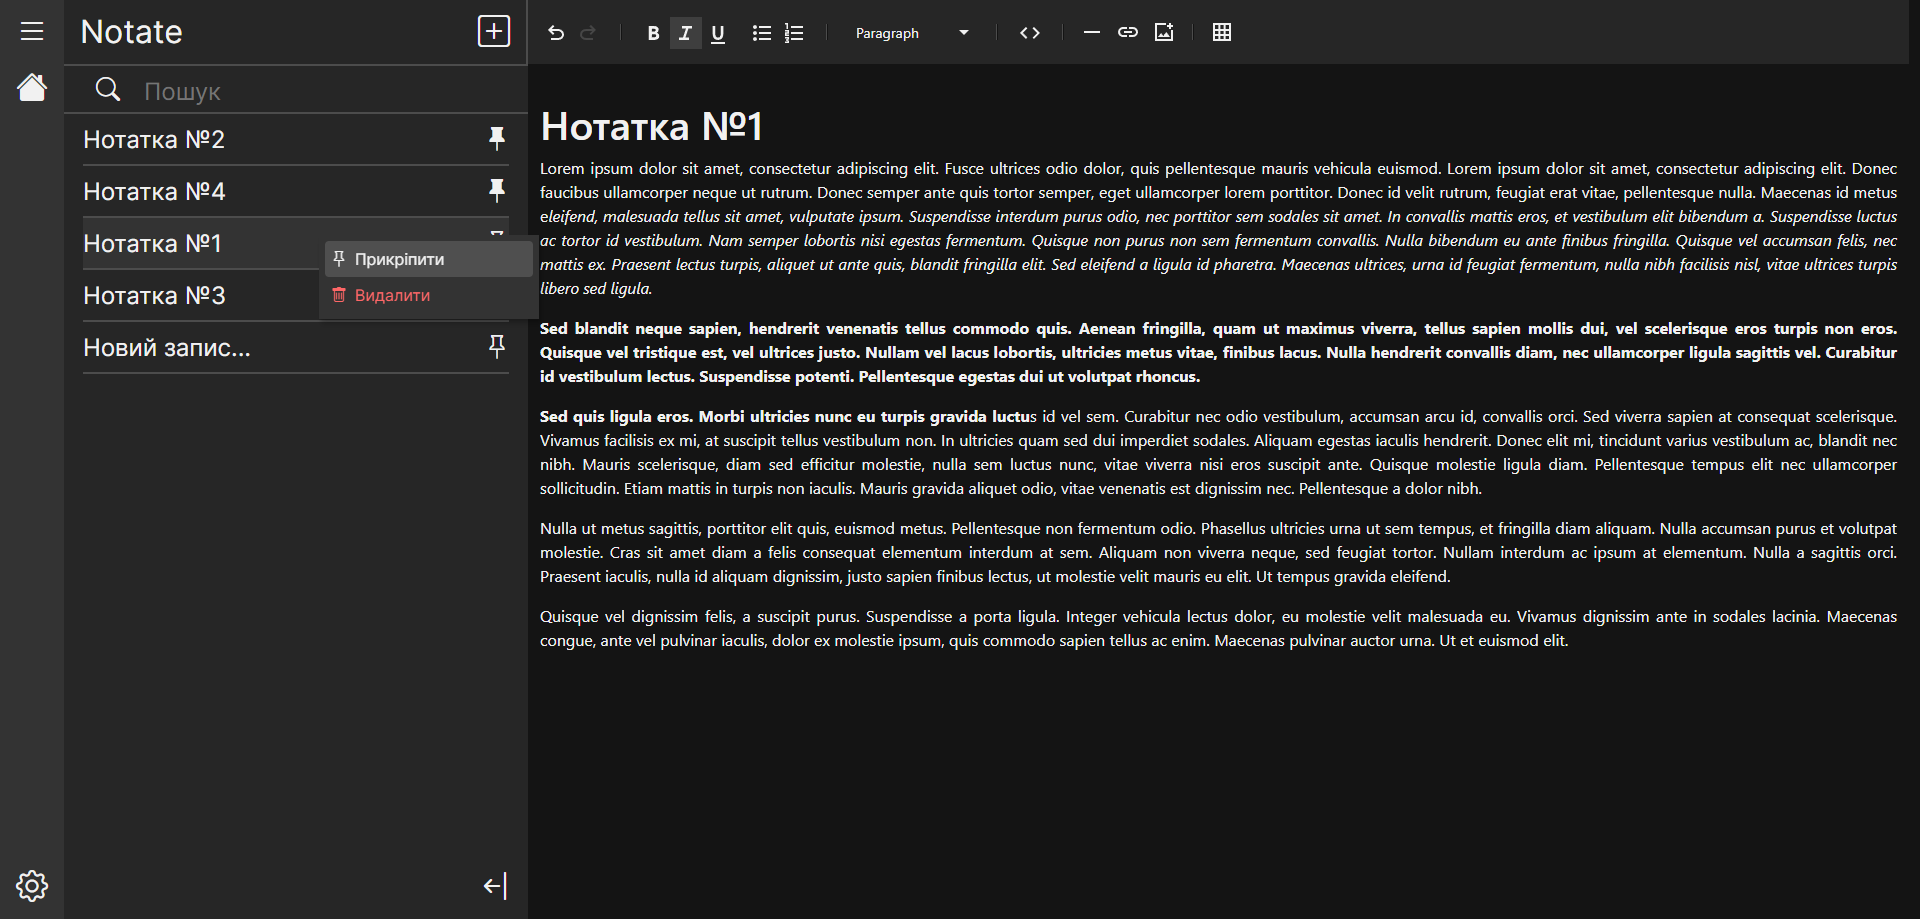 Notate
Пошук
Нотатка №2
Нотатка №4
Нотатка №1
Прикріпити
Видалити
Нотатка №3
Новий запис...
B I U
Paragraph
Нотатка №1
Lorem ipsum dolor sit amet, consectetur adipiscing elit. Fusce ultrices odio dolor, quis pellentesque mauris vehicula euismod. Lorem ipsum dolor sit amet, consectetur adipiscing elit. Donec
faucibus ullamcorper neque ut rutrum. Donec semper ante quis tortor semper, eget ullamcorper lorem porttitor. Donec id velit rutrum, feugiat erat vitae, pellentesque nulla. Maecenas id metus
eleifend, malesuada tellus sit amet, vulputate ipsum. Suspendisse interdum purus odio, nec porttitor sem sodales sit amet. In convallis mattis eros, et vestibulum elit bibendum a. Suspendisse luctus
ac tortor id vestibulum. Nam semper lobortis nisi egestas fermentum. Quisque non purus non sem fermentum convallis. Nulla bibendum eu ante finibus fringilla. Quisque vel accumsan felis, nec
mattis ex. Praesent lectus turpis, aliquet ut ante quis, blandit fringilla elit. Sed eleifend a ligula id pharetra. Maecenas ultrices, urna id feugiat fermentum, nulla nibh facilisis nisl, vitae ultrices turpis
libero sed ligula.
Sed blandit neque sapien, hendrerit venenatis tellus commodo quis. Aenean fringilla, quam ut maximus viverra, tellus sapien mollis dui, vel scelerisque eros turpis non eros.
Quisque vel tristique est, vel ultrices justo. Nullam vel lacus lobortis, ultricies metus vitae, finibus lacus. Nulla hendrerit convallis diam, nec ullamcorper ligula sagittis vel. Curabitur
id vestibulum lectus. Suspendisse potenti. Pellentesque egestas dui ut volutpat rhoncus.
Sed quis ligula eros. Morbi ultricies nunc eu turpis gravida luctus id vel sem. Curabitur nec odio vestibulum, accumsan arcu id, convallis orci. Sed viverra sapien at consequat scelerisque.
Vivamus facilisis ex mi, at suscipit tellus vestibulum non. In ultricies quam sed dui imperdiet sodales. Aliquam egestas iaculis hendrerit. Donec elit mi, tincidunt varius vestibulum ac, blandit nec
nibh. Mauris scelerisque, diam sed efficitur molestie, nulla sem luctus nunc, vitae viverra nisi eros suscipit ante. Quisque molestie ligula diam. Pellentesque tempus elit nec ullamcorper
sollicitudin. Etiam mattis in turpis non iaculis. Mauris gravida aliquet odio, vitae venenatis est dignissim nec. Pellentesque a dolor nibh.
Nulla ut metus sagittis, porttitor elit quis, euismod metus. Pellentesque non fermentum odio. Phasellus ultricies urna ut sem tempus, et fringilla diam aliquam. Nulla accumsan purus et volutpat
molestie. Cras sit amet diam a felis consequat elementum interdum at sem. Aliquam non viverra neque, sed feugiat tortor. Nullam interdum ac ipsum at elementum. Nulla a sagittis orci.
Praesent iaculis, nulla id aliquam dignissim, justo sapien finibus lectus, ut molestie velit mauris eu elit. Ut tempus gravida eleifend.
Quisque vel dignissim felis, a suscipit purus. Suspendisse a porta ligula. Integer vehicula lectus dolor, eu molestie velit malesuada eu. Vivamus dignissim ante in sodales lacinia. Maecenas
congue, ante vel pulvinar iaculis, dolor ex molestie ipsum, quis commodo sapien tellus ac enim. Maecenas pulvinar auctor urna. Ut et euismod elit.